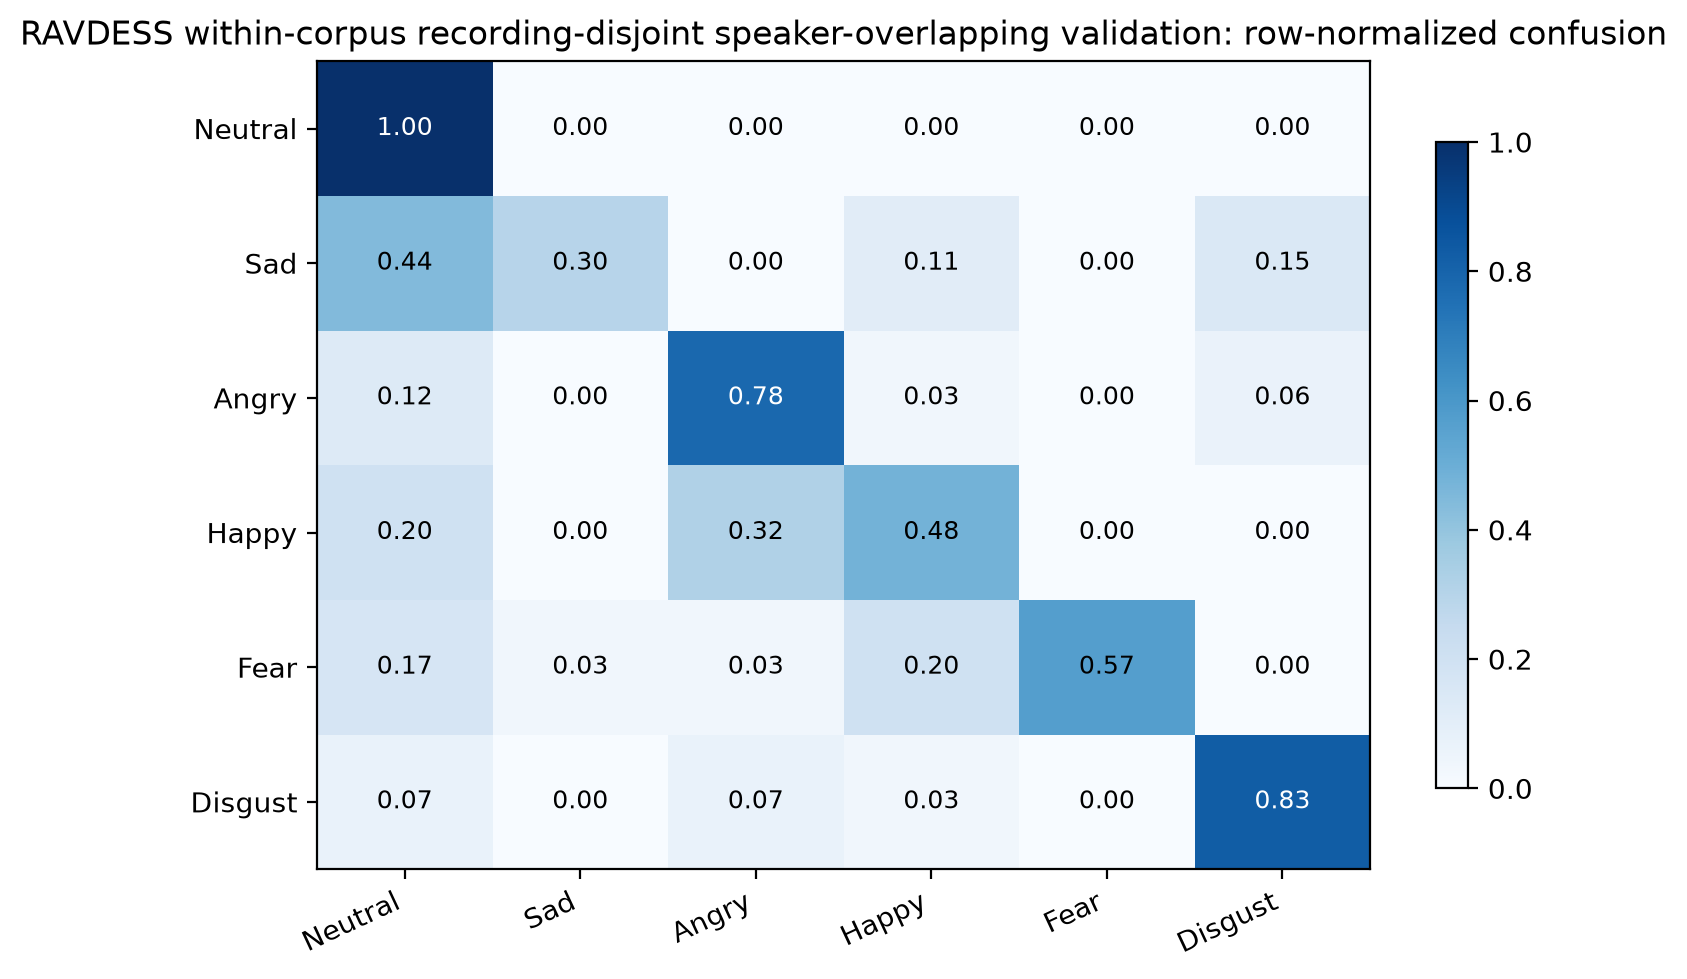 RAVDESS within-corpus recording-disjoint speaker-overlapping validation: row-normalized confusion
Neutral 1.00 0.00 0.00 0.00 0.00 0.00
Sad 0.44 0.30 0.00 0.11 0.00 0.15
Angry 0.12 0.00 0.78 0.03 0.00 0.06
Happy 0.20 0.00 0.32 0.48 0.00 0.00
Fear 0.17 0.03 0.03 0.20 0.57 0.00
Disgust 0.07 0.00 0.07 0.03 0.00 0.83
Neutral Sad Angry Happy Fear Disgust
1.0
0.8
0.6
0.4
0.2
0.0